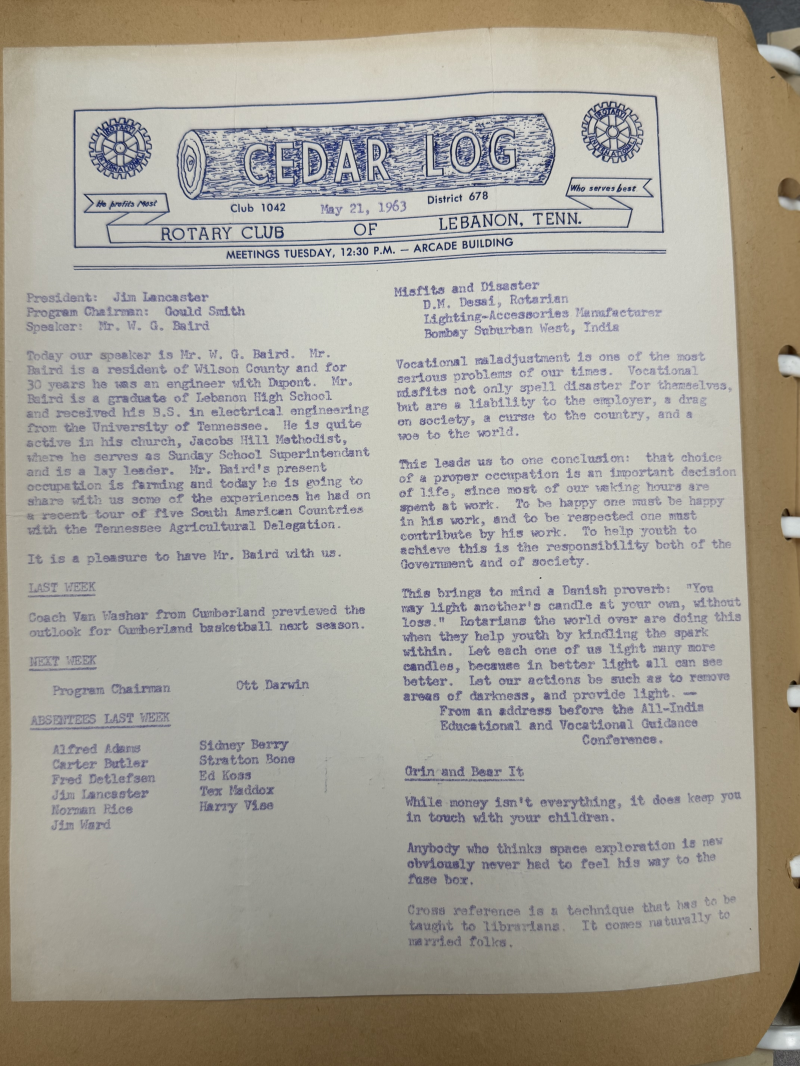 ROTARY
INTERNATIONAL
CEDAR LOG
ROTARY
INTERNATIONAL
He profits Most
Who serves best
Club 1042
May 21, 1963
District 678
ROTARY CLUB OF LEBANON, TENN.
MEETINGS TUESDAY, 12:30 P.M. — ARCADE BUILDING
President: Jim Lancaster
Program Chairman: Gould Smith
Speaker: Mr. W. G. Baird
Today our speaker is Mr. W. G. Baird. Mr.
Baird is a resident of Wilson County and for
30 years he was an engineer with Dupont. Mr.
Baird is a graduate of Lebanon High School
and received his B.S. in electrical engineering
from the University of Tennessee. He is quite
active in his church, Jacobs Hill Methodist,
where he serves as Sunday School Superintendant
and is a lay leader. Mr. Baird's present
occupation is farming and today he is going to
share with us some of the experiences he had on
a recent tour of five South American Countries
with the Tennessee Agricultural Delegation.
It is a pleasure to have Mr. Baird with us.
LAST WEEK
Coach Van Washer from Cumberland previewed the
outlook for Cumberland basketball next season.
NEXT WEEK
Program Chairman Ott Darwin
ABSENTEES LAST WEEK
Alfred Adams Sidney Berry
Carter Butler Stratton Bone
Fred Detlefsen Ed Koss
Jim Lancaster Tex Maddox
Norman Rice Harry Vise
Jim Ward
Misfits and Disaster
D.M. Desai, Rotarian
Lighting-Accessories Manufacturer
Bombay Suburban West, India
Vocational maladjustment is one of the most
serious problems of our times. Vocational
misfits not only spell disaster for themselves,
but are a liability to the employer, a drag
on society, a curse to the country, and a
woe to the world.
This leads us to one conclusion: that choice
of a proper occupation is an important decision
of life, since most of our waking hours are
spent at work. To be happy one must be happy
in his work, and to be respected one must
contribute by his work. To help youth to
achieve this is the responsibility both of the
Government and of society.
This brings to mind a Danish proverb: "You
may light another's candle at your own, without
loss." Rotarians the world over are doing this
when they help youth by kindling the spark
within. Let each one of us light many more
candles, because in better light all can see
better. Let our actions be such as to remove
areas of darkness, and provide light. —
From an address before the All-India
Educational and Vocational Guidance
Conference.
Grin and Bear It
While money isn't everything, it does keep you
in touch with your children.
Anybody who thinks space exploration is new
obviously never had to feel his way to the
fuse box.
Cross reference is a technique that has to be
taught to librarians. It comes naturally to
married folks.